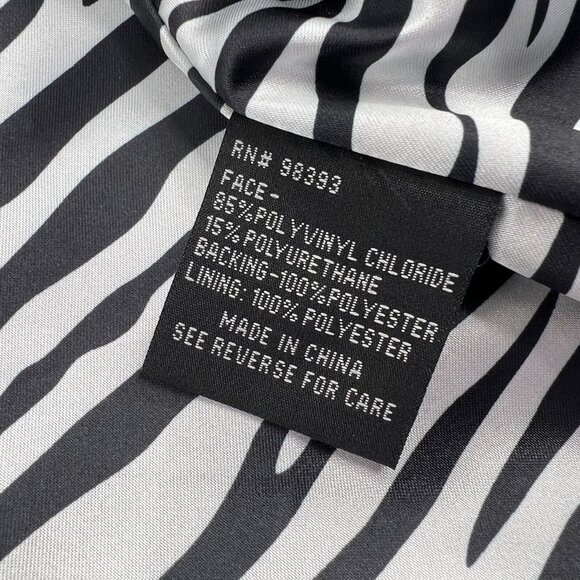 RN# 98393
FACE-
85%POLYVINYL CHLORIDE
15% POLYURETHANE
BACKING-100%POLYESTER
LINING: 100% POLYESTER
MADE IN CHINA
SEE REVERSE FOR CARE